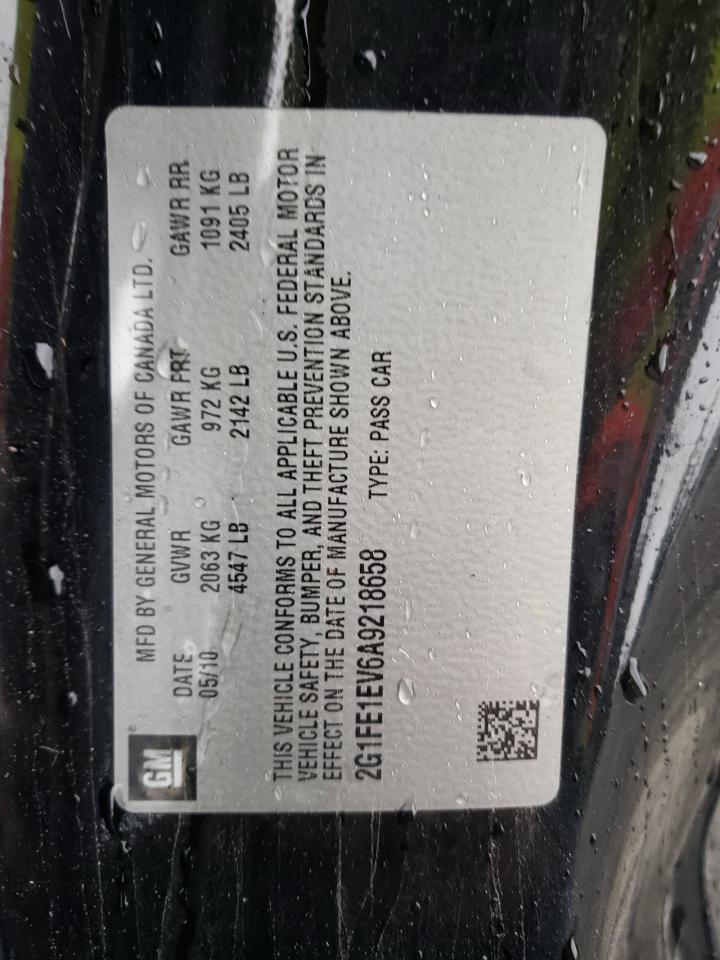 GM
MFD BY GENERAL MOTORS OF CANADA LTD.
DATE GVWR GAWR FRT GAWR RR
05/10 2063 KG 972 KG 1091 KG
4547 LB 2142 LB 2405 LB
THIS VEHICLE CONFORMS TO ALL APPLICABLE U.S. FEDERAL MOTOR
VEHICLE SAFETY, BUMPER, AND THEFT PREVENTION STANDARDS IN
EFFECT ON THE DATE OF MANUFACTURE SHOWN ABOVE.
2G1FE1EV6A9218658 TYPE: PASS CAR